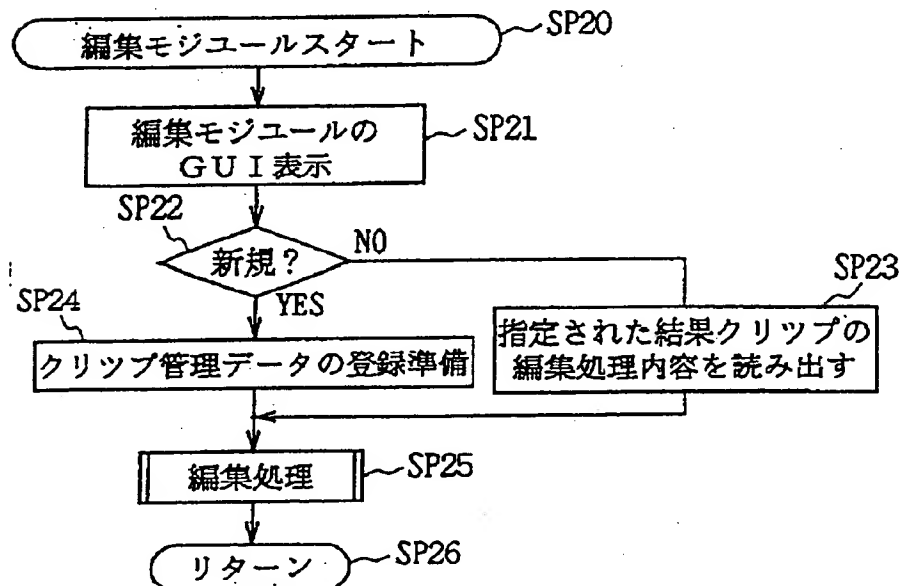 SP20
編集モジユールスタート
編集モジユールの
GUI表示
SP21
SP22
新規?
NO
YES
SP23
指定された結果クリツプの
編集処理内容を読み出す
SP24
クリツプ管理データの登録準備
編集処理
SP25
リターン
SP26